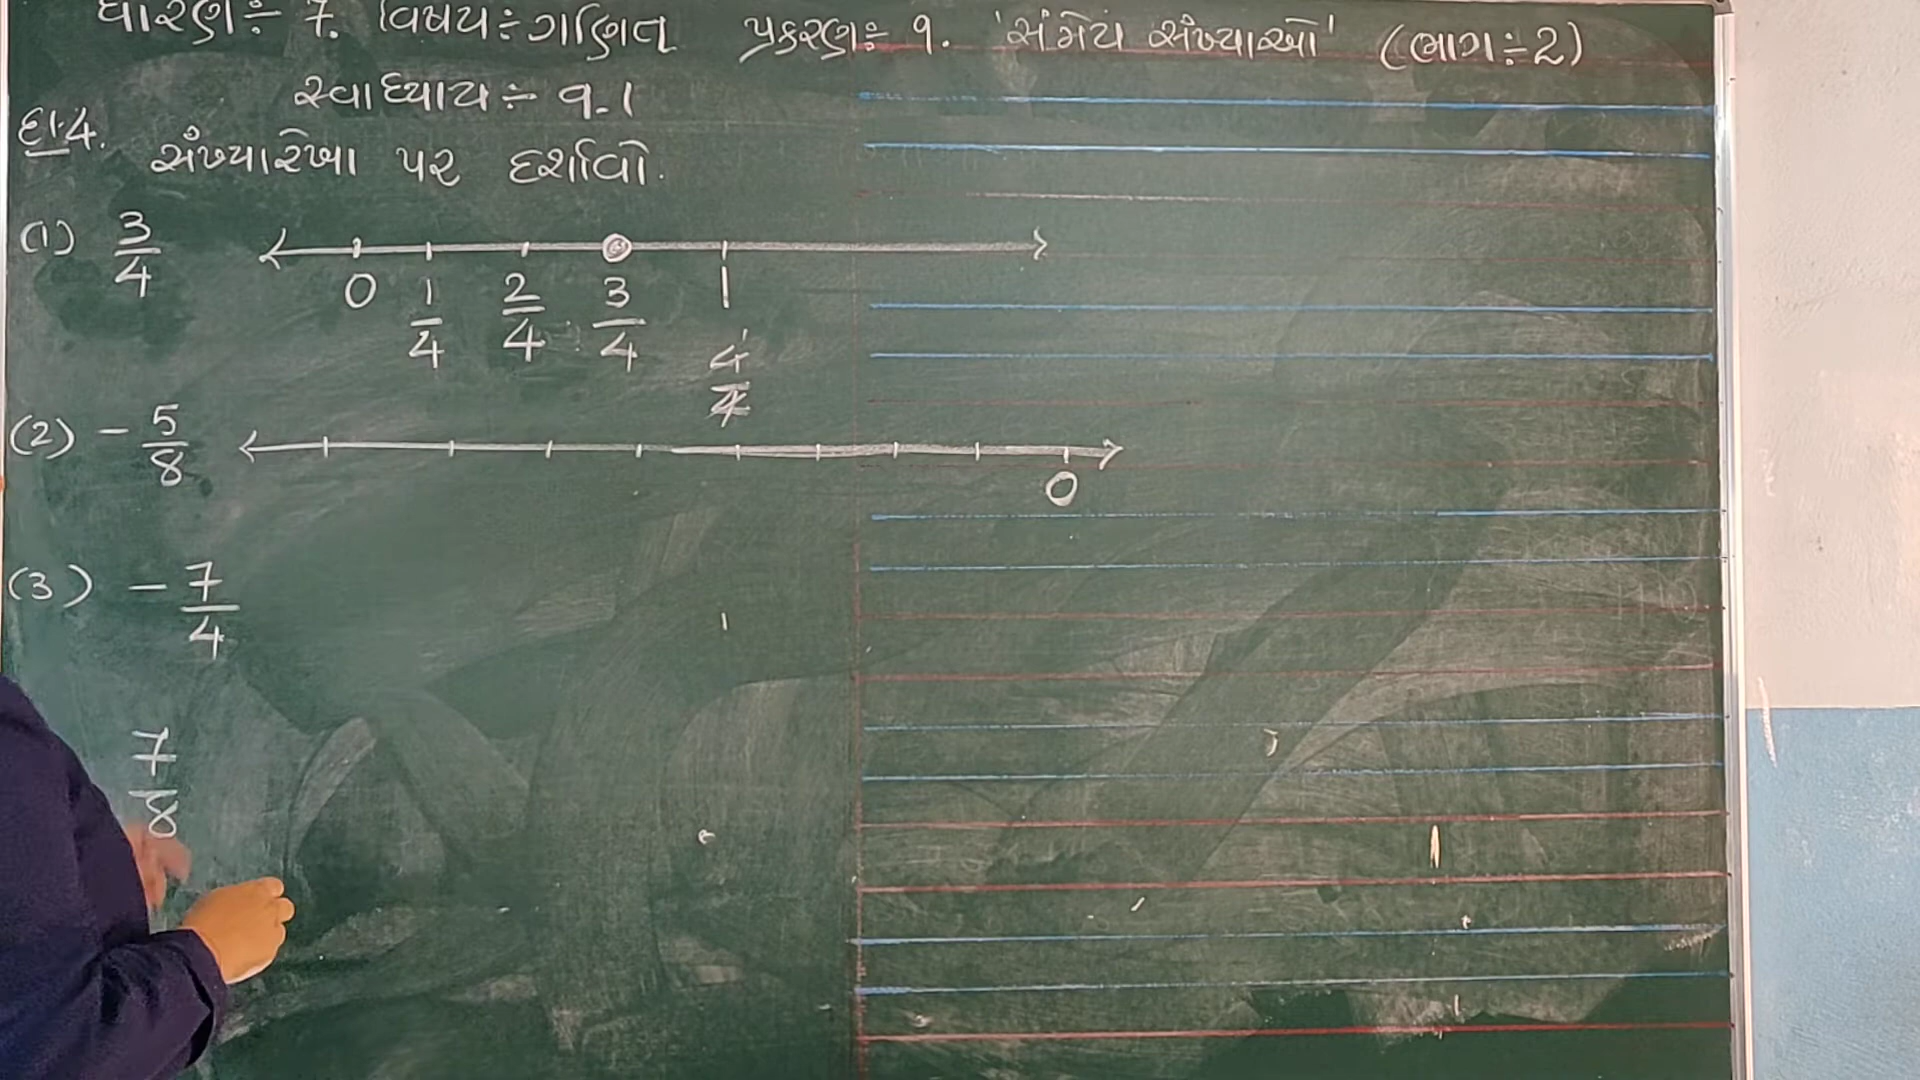 ધોરણ÷ 7. વિષય÷ગણિત પ્રકરણ÷ 9. 'સંમેય સંખ્યાઓ' (ભાગ÷2)
સ્વાધ્યાય÷ 9.1
દા.4. સંખ્યારેખા પર દર્શાવો.
(1) 3/4
0 1/4 2/4 3/4 1
4/4
(2) - 5/8
0
(3) - 7/4
7/8